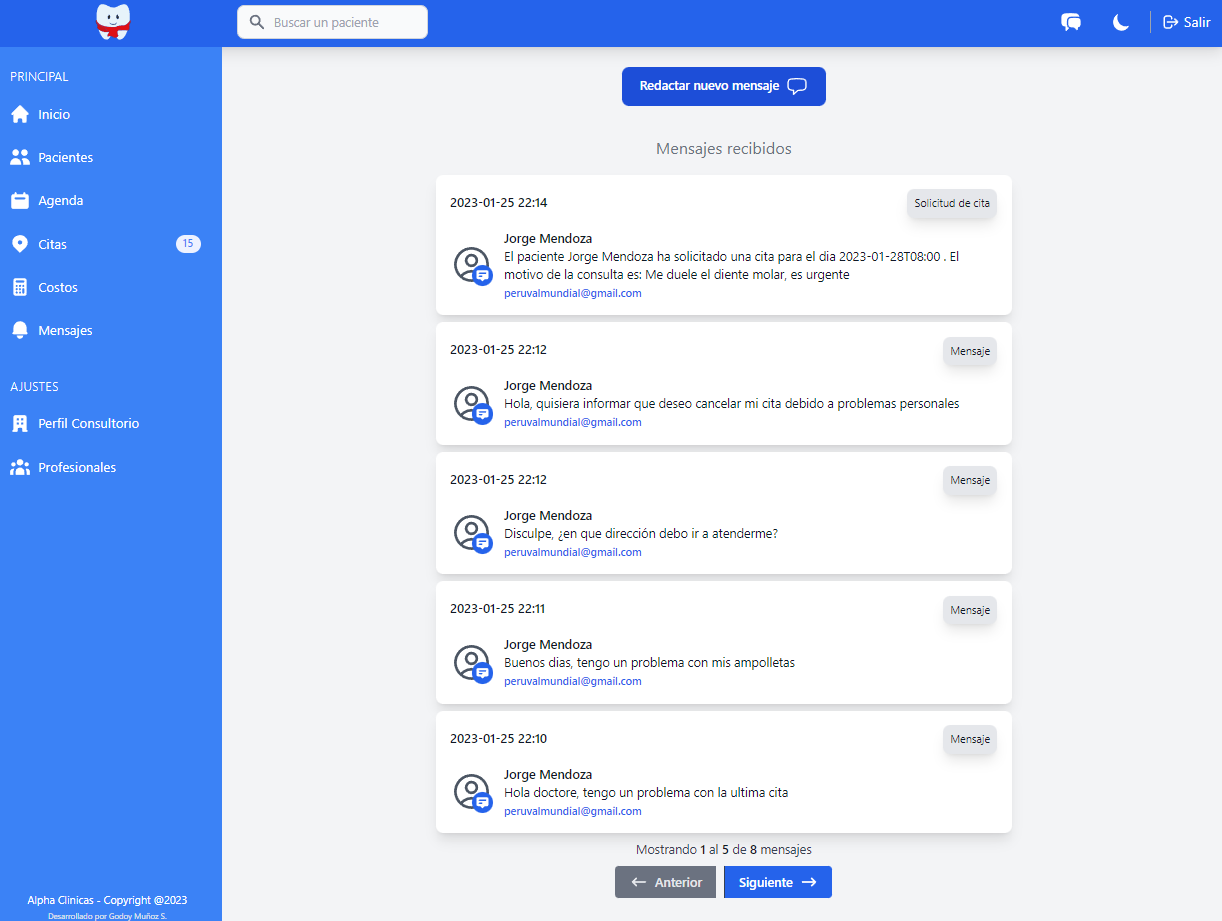 Buscar un paciente
Salir
PRINCIPAL
Inicio
Pacientes
Agenda
Citas
15
Costos
Mensajes
AJUSTES
Perfil Consultorio
Profesionales
Alpha Clinicas - Copyright @2023
Desarrollado por Godoy Muñoz S.
Redactar nuevo mensaje
Mensajes recibidos
2023-01-25 22:14
Solicitud de cita
Jorge Mendoza
El paciente Jorge Mendoza ha solicitado una cita para el dia 2023-01-28T08:00 . El
motivo de la consulta es: Me duele el diente molar, es urgente
peruvalmundial@gmail.com
2023-01-25 22:12
Mensaje
Jorge Mendoza
Hola, quisiera informar que deseo cancelar mi cita debido a problemas personales
peruvalmundial@gmail.com
2023-01-25 22:12
Mensaje
Jorge Mendoza
Disculpe, ¿en que dirección debo ir a atenderme?
peruvalmundial@gmail.com
2023-01-25 22:11
Mensaje
Jorge Mendoza
Buenos dias, tengo un problema con mis ampolletas
peruvalmundial@gmail.com
2023-01-25 22:10
Mensaje
Jorge Mendoza
Hola doctore, tengo un problema con la ultima cita
peruvalmundial@gmail.com
Mostrando 1 al 5 de 8 mensajes
Anterior
Siguiente